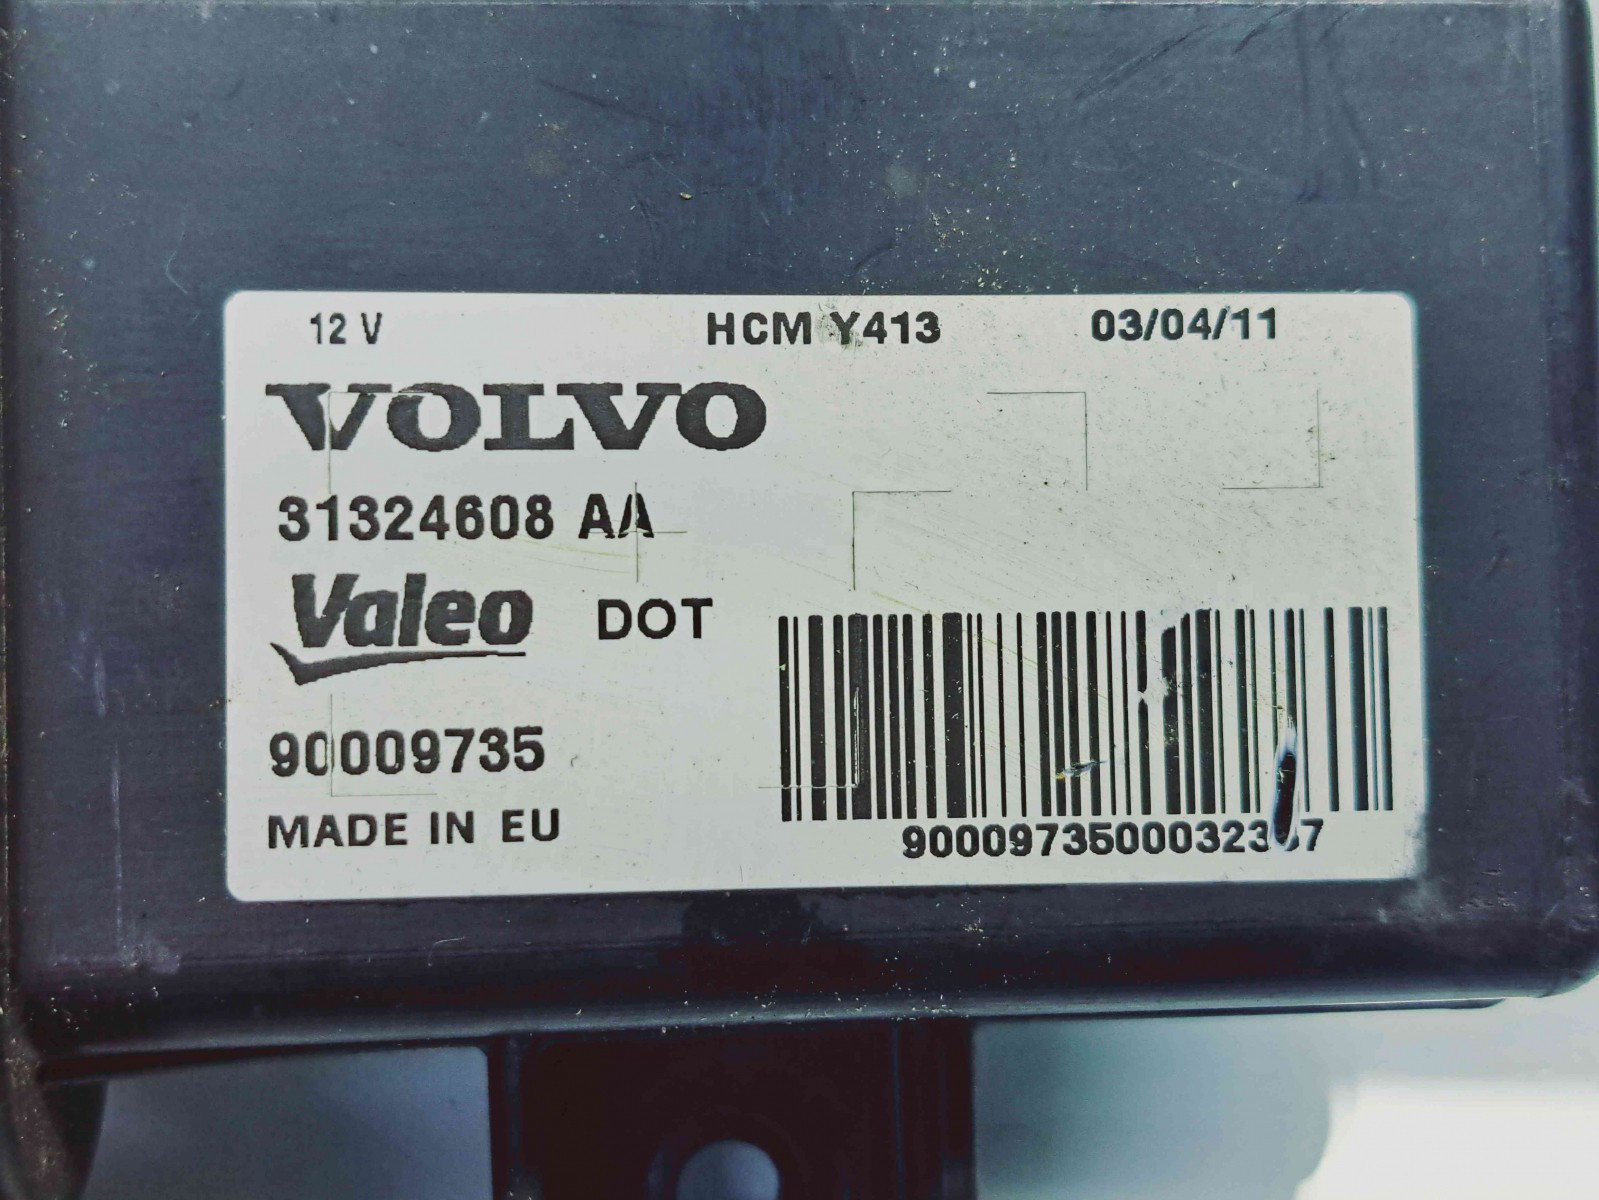 12 V HCM Y413 03/04/11
VOLVO
31324608 AA
Valeo DOT
90009735
MADE IN EU